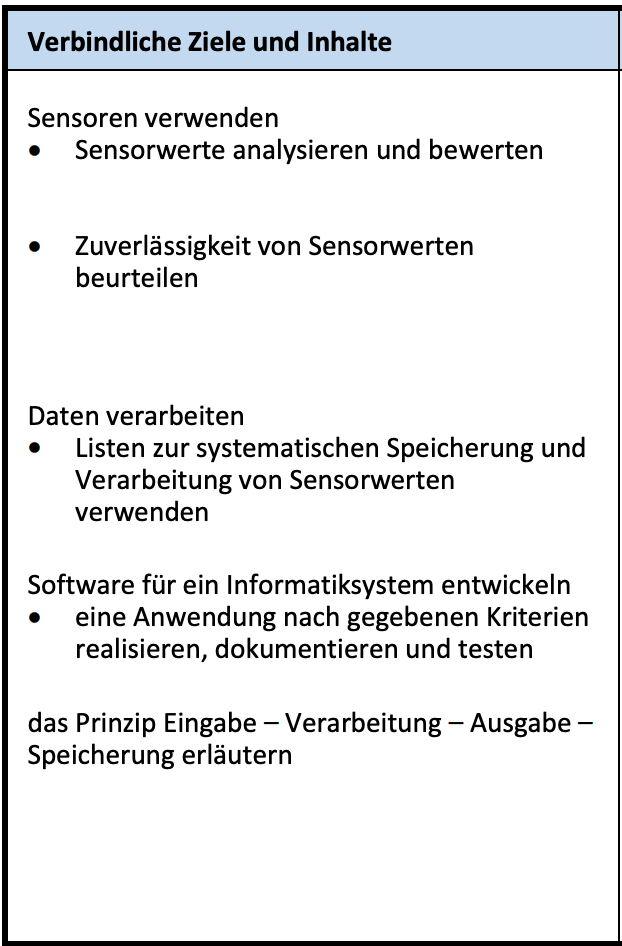 Verbindliche Ziele und Inhalte
Sensoren verwenden
• Sensorwerte analysieren und bewerten
• Zuverlässigkeit von Sensorwerten
beurteilen
Daten verarbeiten
• Listen zur systematischen Speicherung und
Verarbeitung von Sensorwerten
verwenden
Software für ein Informatiksystem entwickeln
• eine Anwendung nach gegebenen Kriterien
realisieren, dokumentieren und testen
das Prinzip Eingabe – Verarbeitung – Ausgabe –
Speicherung erläutern